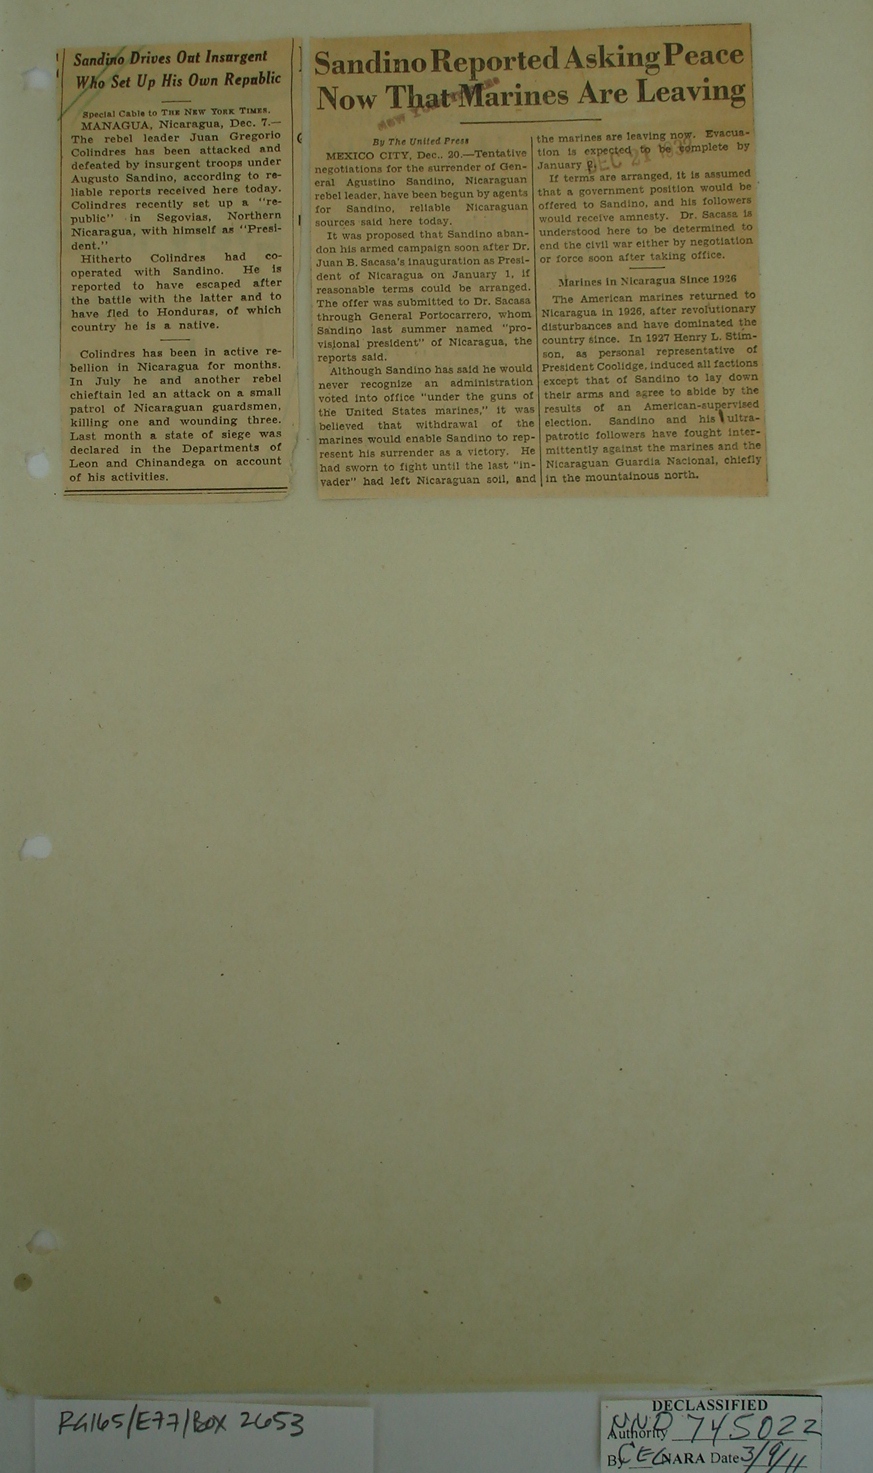 Sandino Drives Out Insurgent
Who Set Up His Own Republic
Special Cable to THE NEW YORK TIMES.
MANAGUA, Nicaragua, Dec. 7.—
The rebel leader Juan Gregorio
Colindres has been attacked and
defeated by insurgent troops under
Augusto Sandino, according to re-
liable reports received here today.
Colindres recently set up a "re-
public" in Segovias, Northern
Nicaragua, with himself as "Presi-
dent."
Hitherto Colindres had co-
operated with Sandino. He is
reported to have escaped after
the battle with the latter and to
have fled to Honduras, of which
country he is a native.
Colindres has been in active re-
bellion in Nicaragua for months.
In July he and another rebel
chieftain led an attack on a small
patrol of Nicaraguan guardsmen,
killing one and wounding three.
Last month a state of siege was
declared in the Departments of
Leon and Chinandega on account
of his activities.
Sandino Reported Asking Peace
Now That Marines Are Leaving
By The United Press
MEXICO CITY, Dec. 20.—Tentative
negotiations for the surrender of Gen-
eral Agustino Sandino, Nicaraguan
rebel leader, have been begun by agents
for Sandino, reliable Nicaraguan
sources said here today.
It was proposed that Sandino aban-
don his armed campaign soon after Dr.
Juan B. Sacasa's inauguration as Presi-
dent of Nicaragua on January 1, if
reasonable terms could be arranged.
The offer was submitted to Dr. Sacasa
through General Portocarrero, whom
Sandino last summer named "pro-
visional president" of Nicaragua, the
reports said.
Although Sandino has said he would
never recognize an administration
voted into office "under the guns of
the United States marines," it was
believed that withdrawal of the
marines would enable Sandino to rep-
resent his surrender as a victory. He
had sworn to fight until the last "in-
vader" had left Nicaraguan soil, and
the marines are leaving now. Evacua-
tion is expected to be complete by
January
If terms are arranged, it is assumed
that a government position would be
offered to Sandino, and his followers
would receive amnesty. Dr. Sacasa is
understood here to be determined to
end the civil war either by negotiation
or force soon after taking office.
Marines in Nicaragua Since 1926
The American marines returned to
Nicaragua in 1926, after revolutionary
disturbances and have dominated the
country since. In 1927 Henry L. Stim-
son, as personal representative of
President Coolidge, induced all factions
except that of Sandino to lay down
their arms and agree to abide by the
results of an American-supervised
election. Sandino and his ultra-
patrotic followers have fought inter-
mittently against the marines and the
Nicaraguan Guardia Nacional, chiefly
in the mountainous north.
RG165/E77/Box 2653
DECLASSIFIED
Authority NND 745022
By CEC NARA Date 3/9/11